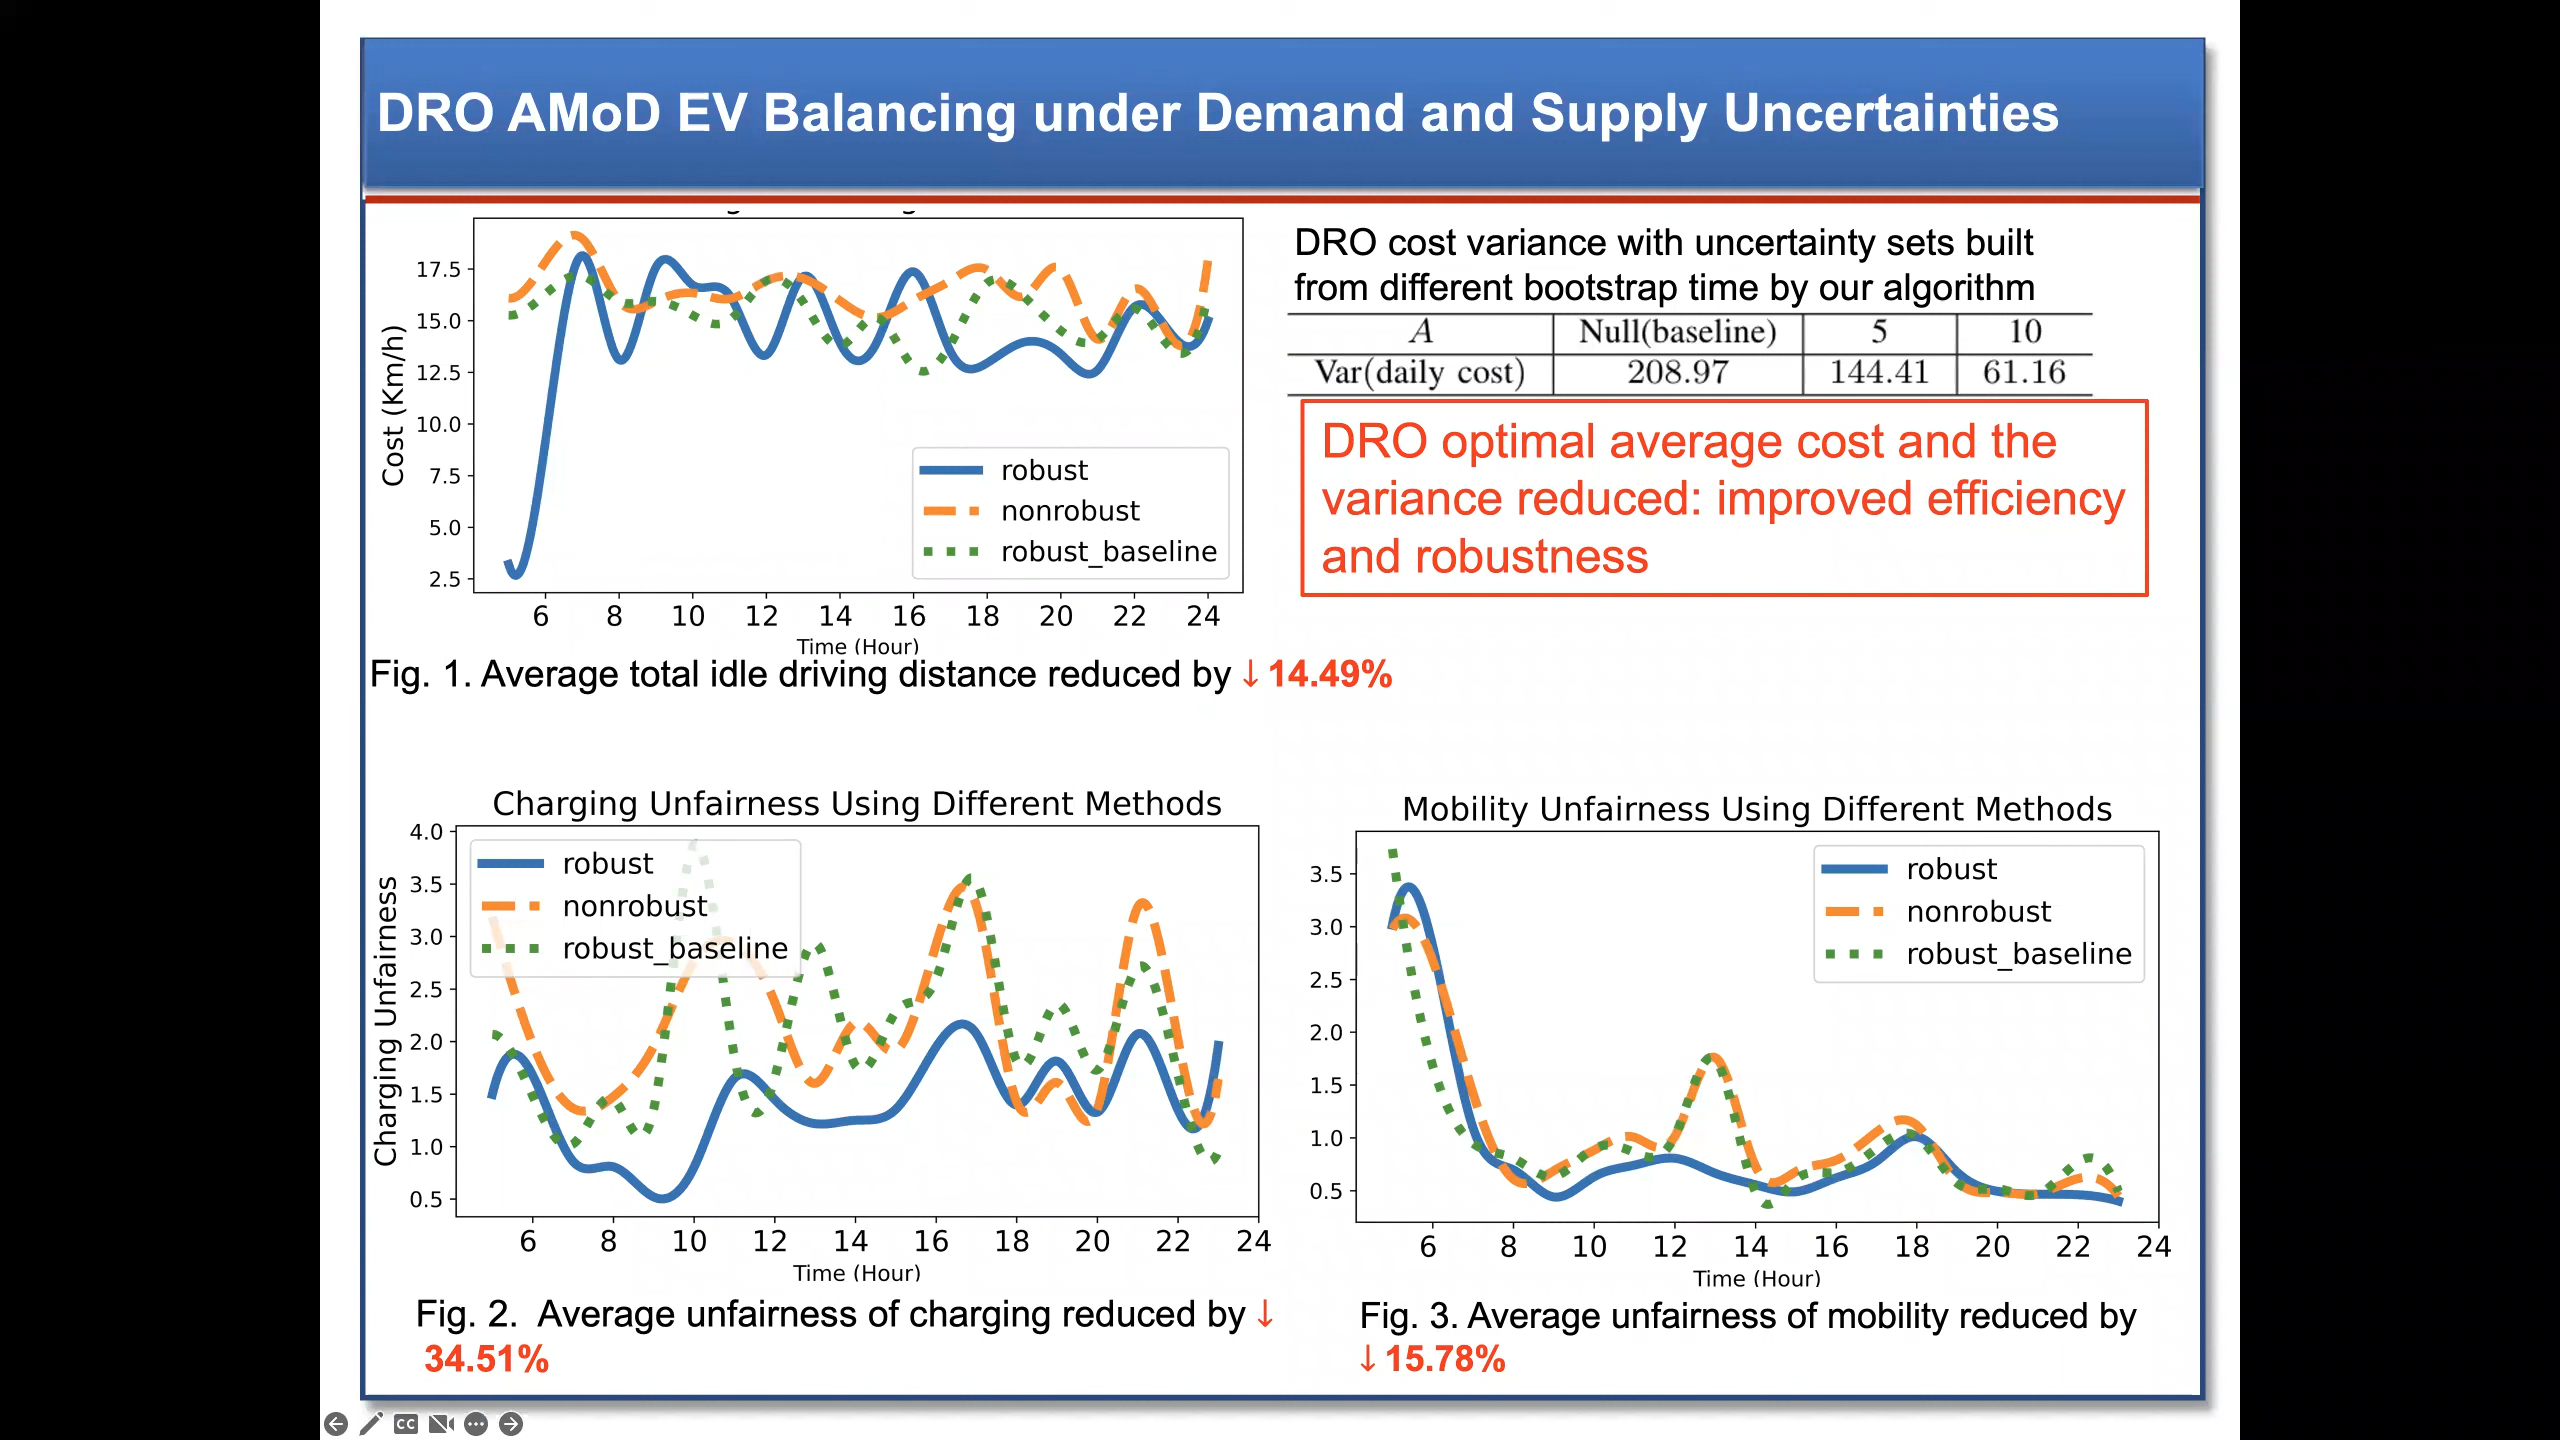 DRO AMoD EV Balancing under Demand and Supply Uncertainties
17.5
15.0
12.5
10.0
7.5
5.0
2.5
Cost (Km/h)
robust
nonrobust
robust_baseline
6 8 10 12 14 16 18 20 22 24
Time (Hour)
Fig. 1. Average total idle driving distance reduced by ↓14.49%
DRO cost variance with uncertainty sets built
from different bootstrap time by our algorithm
A Null(baseline) 5 10
Var(daily cost) 208.97 144.41 61.16
DRO optimal average cost and the
variance reduced: improved efficiency
and robustness
Charging Unfairness Using Different Methods
4.0
3.5
3.0
2.5
2.0
1.5
1.0
0.5
Charging Unfairness
robust
nonrobust
robust_baseline
6 8 10 12 14 16 18 20 22 24
Time (Hour)
Fig. 2. Average unfairness of charging reduced by ↓
34.51%
Mobility Unfairness Using Different Methods
3.5
3.0
2.5
2.0
1.5
1.0
0.5
robust
nonrobust
robust_baseline
6 8 10 12 14 16 18 20 22 24
Time (Hour)
Fig. 3. Average unfairness of mobility reduced by
↓15.78%
CC